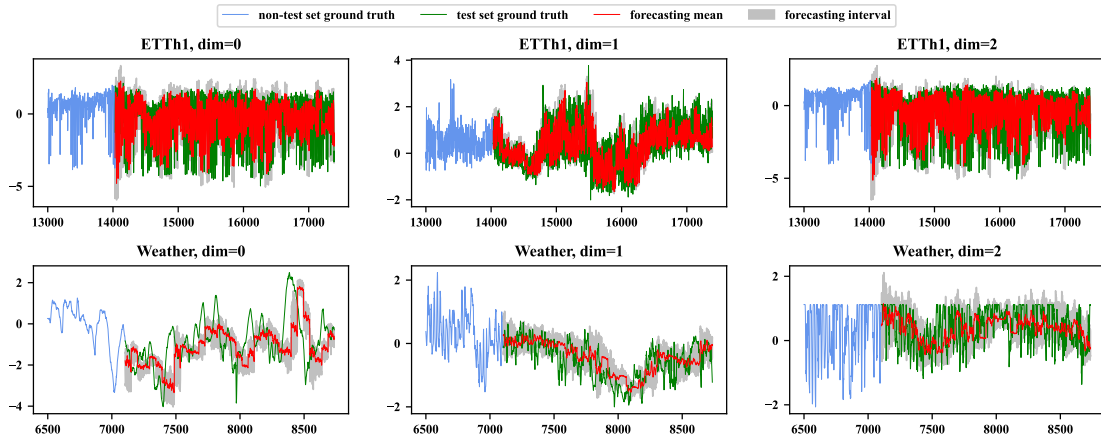 non-test set ground truth   test set ground truth   forecasting mean   forecasting interval
ETTh1, dim=0   ETTh1, dim=1   ETTh1, dim=2
0
−5
13000 14000 15000 16000 17000
4
2
0
−2
13000 14000 15000 16000 17000
0
−5
13000 14000 15000 16000 17000
Weather, dim=0   Weather, dim=1   Weather, dim=2
2
0
−2
−4
6500 7000 7500 8000 8500
2
0
−2
6500 7000 7500 8000 8500
2
0
−2
6500 7000 7500 8000 8500